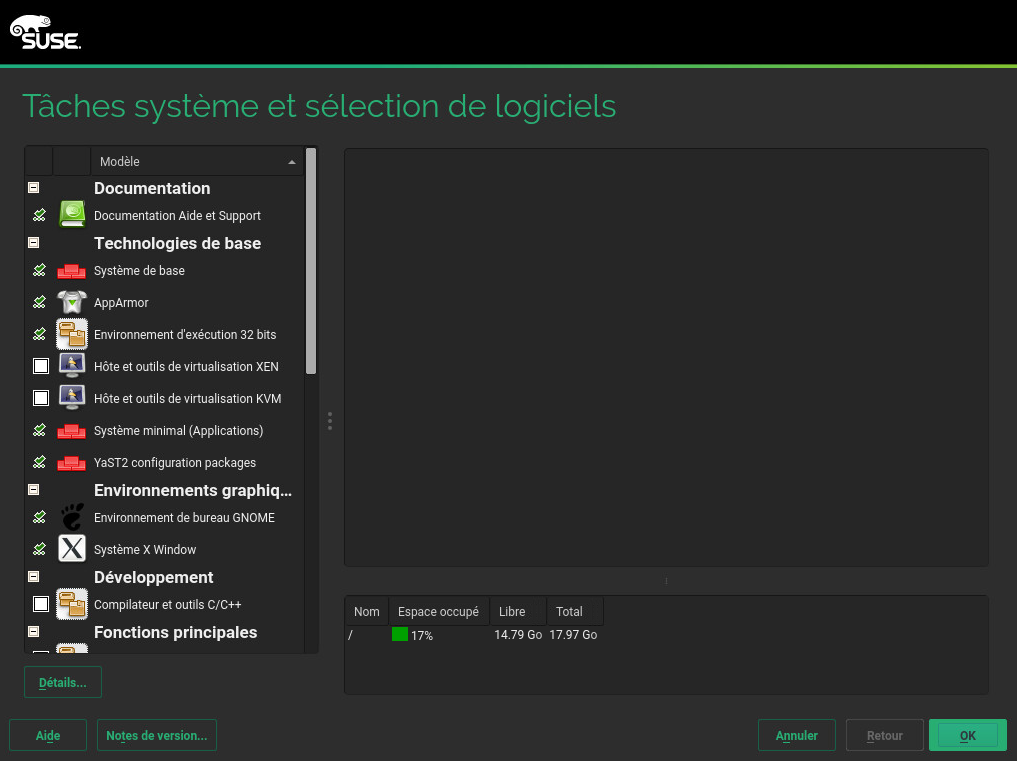 SUSE
Tâches système et sélection de logiciels
Modèle
Documentation
Documentation Aide et Support
Technologies de base
Système de base
AppArmor
Environnement d'exécution 32 bits
Hôte et outils de virtualisation XEN
Hôte et outils de virtualisation KVM
Système minimal (Applications)
YaST2 configuration packages
Environnements graphiq...
Environnement de bureau GNOME
X
Système X Window
Développement
Compilateur et outils C/C++
Fonctions principales
Nom Espace occupé Libre Total
/ 17% 14.79 Go 17.97 Go
Détails...
Aide Notes de version... Annuler Retour OK